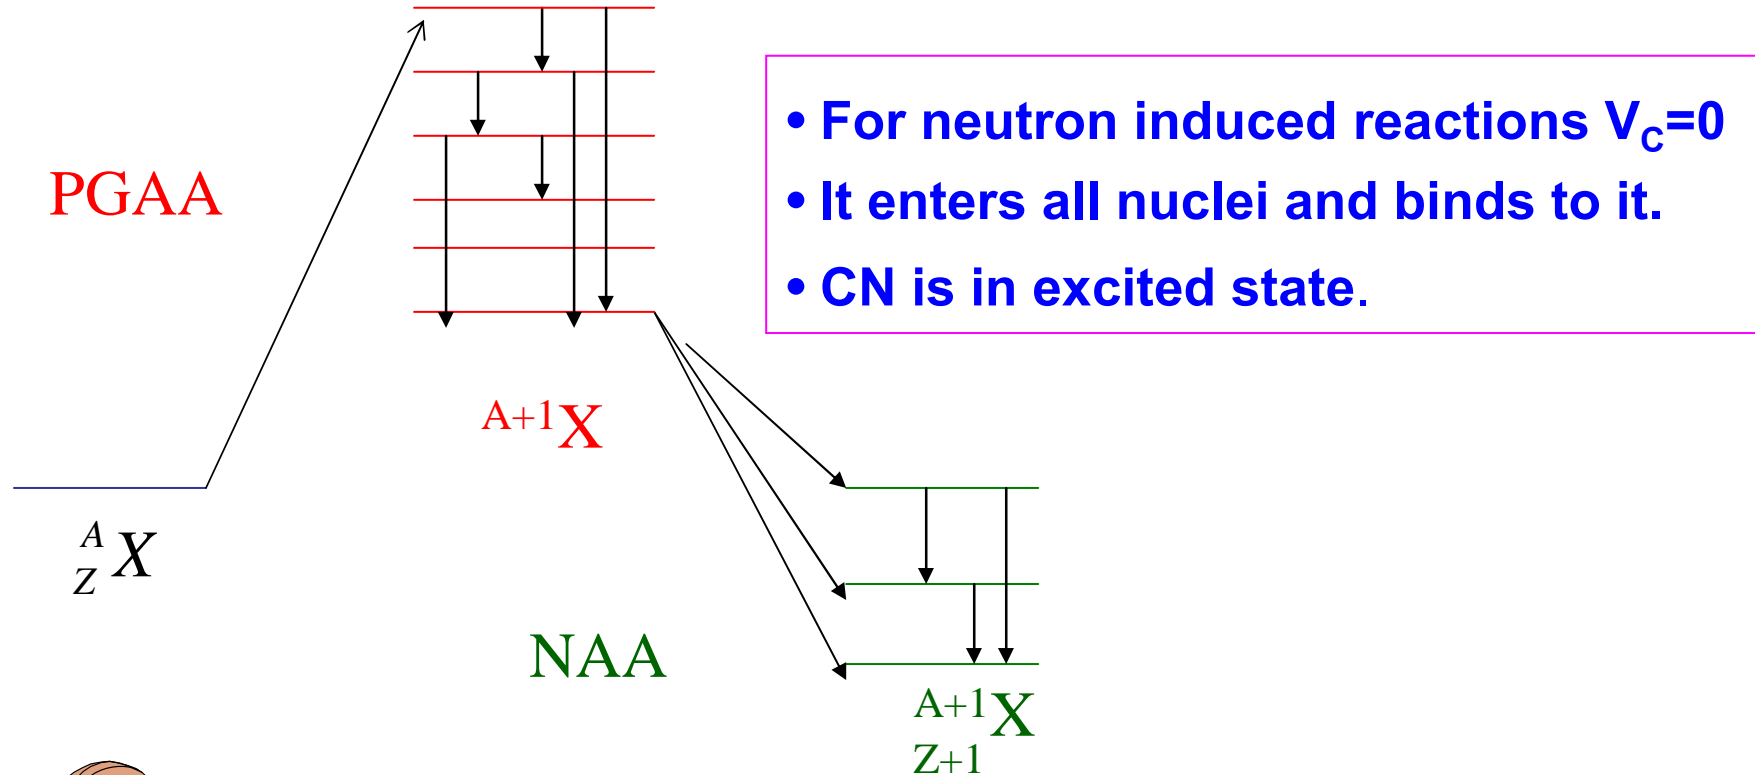 • For neutron induced reactions V_C=0
PGAA
• It enters all nuclei and binds to it.
• CN is in excited state.
A+1X
A
Z X
NAA
A+1X
Z+1